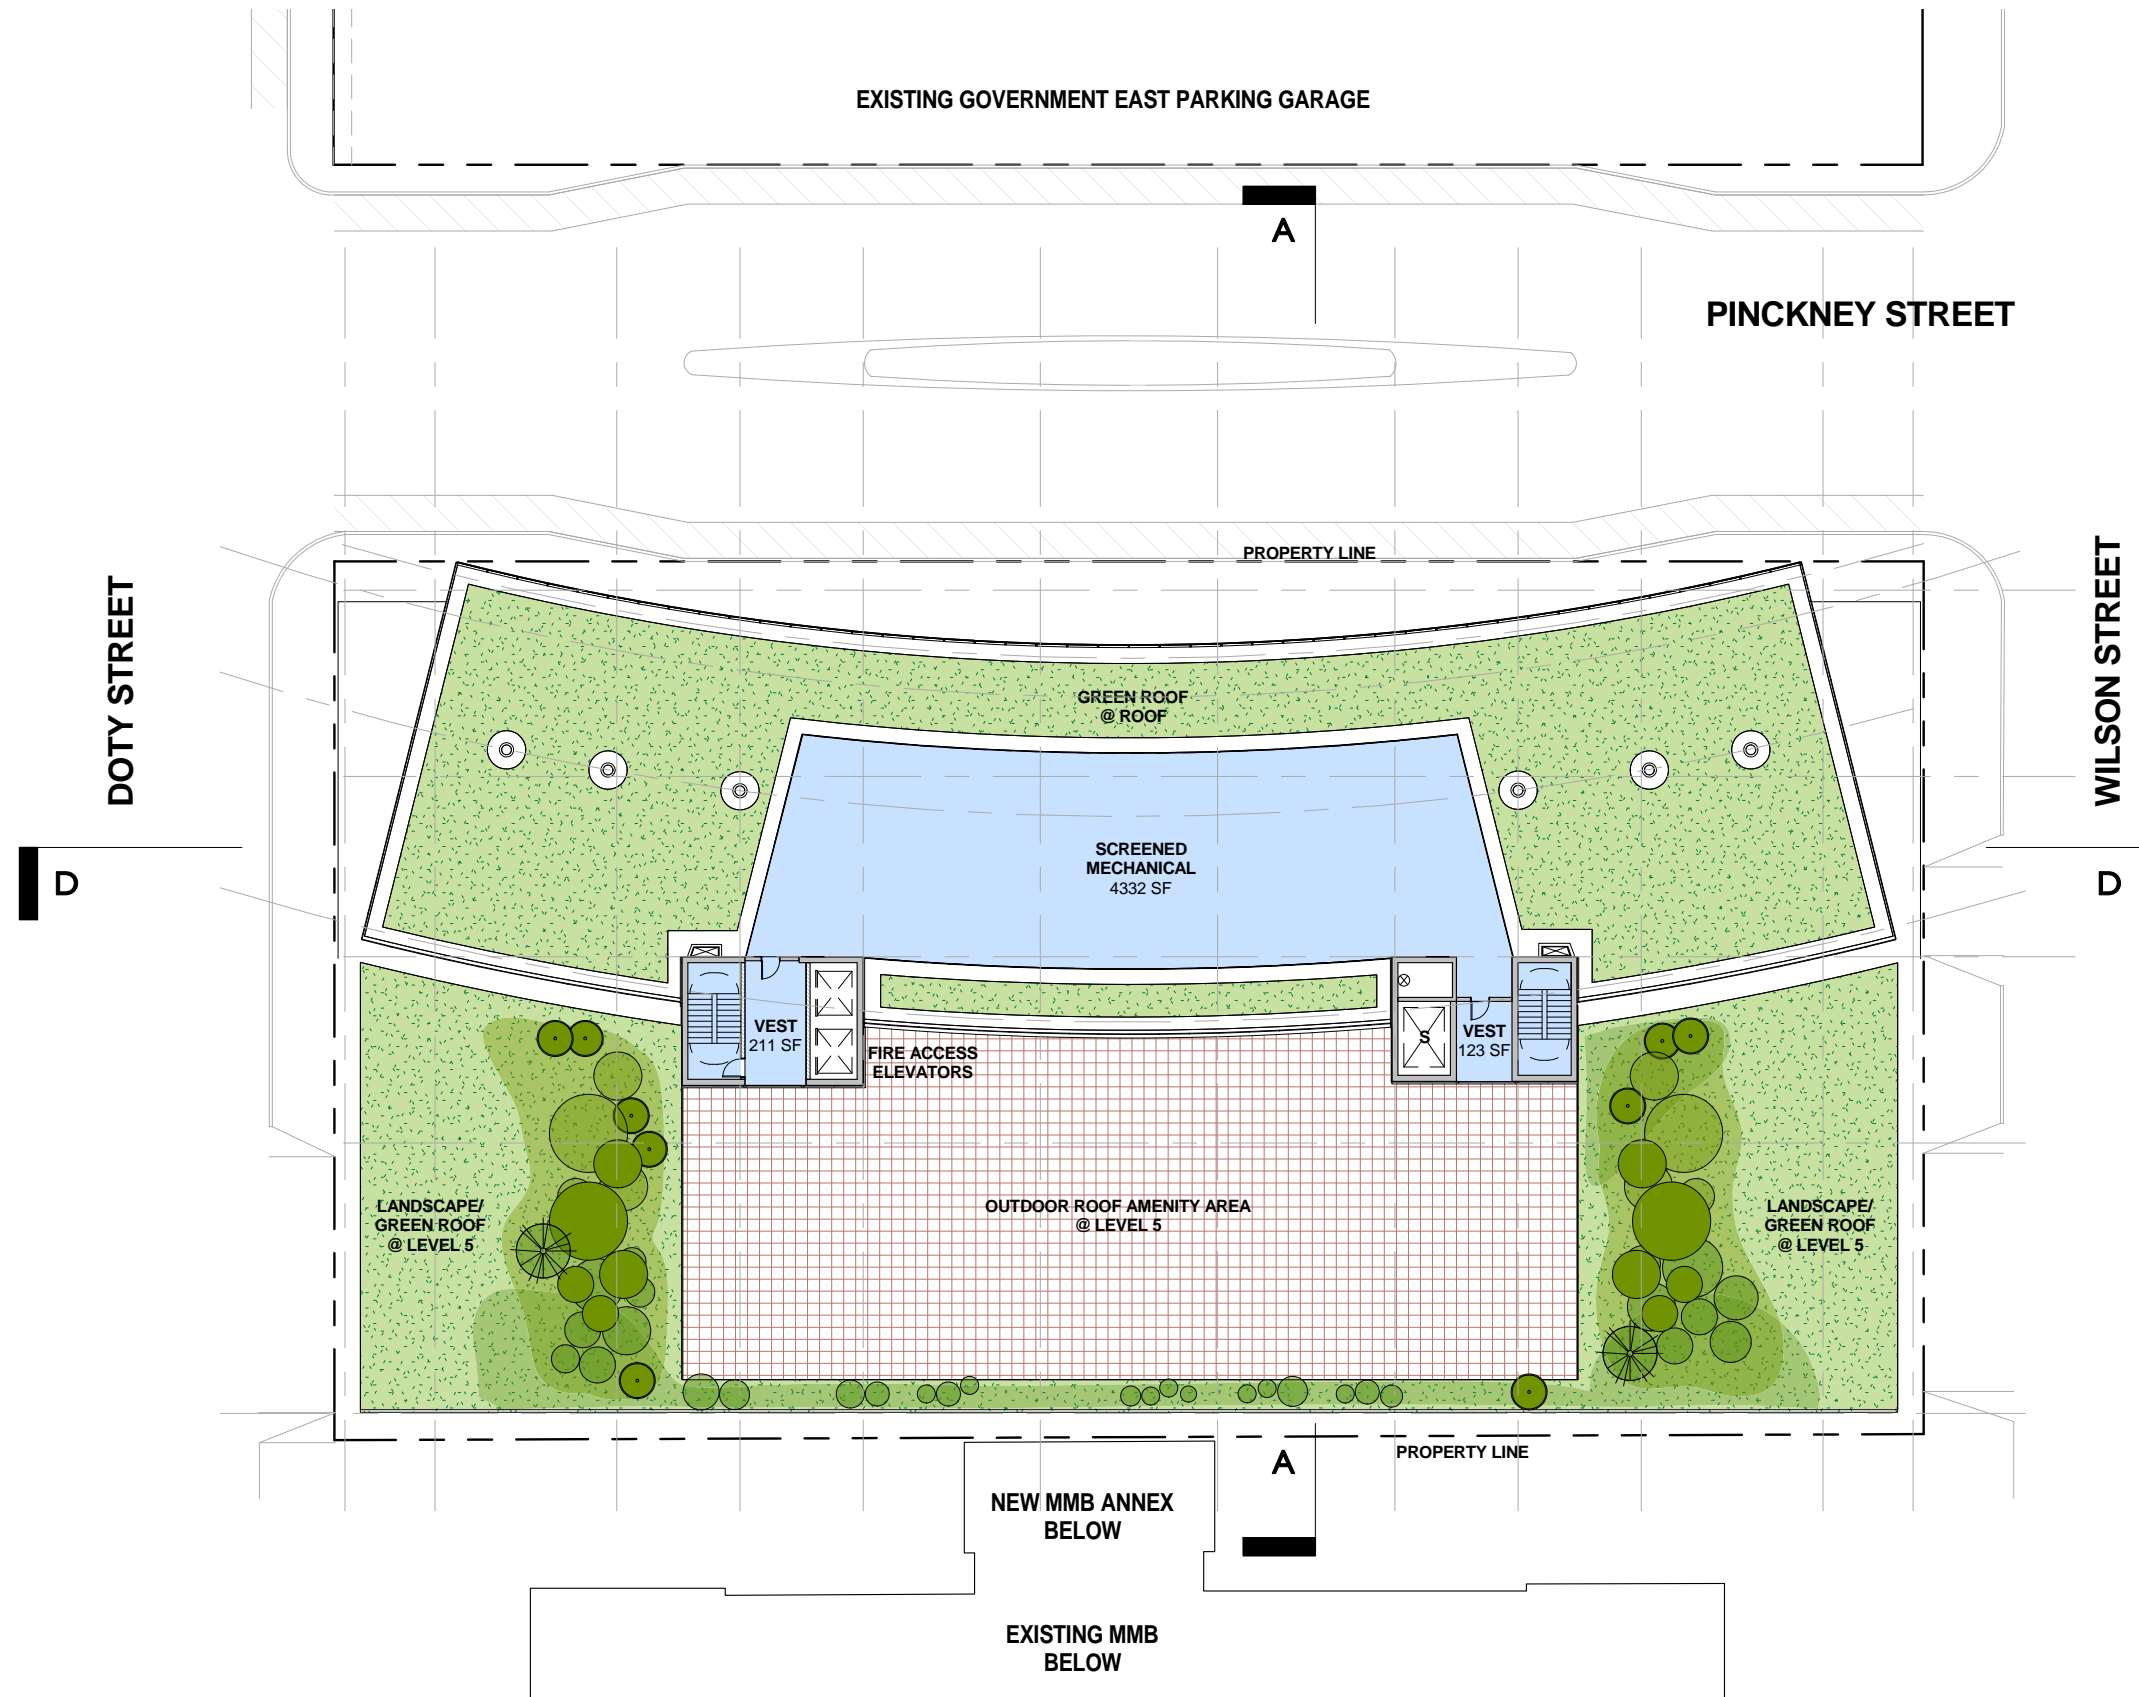 EXISTING GOVERNMENT EAST PARKING GARAGE
A
PINCKNEY STREET
PROPERTY LINE
DOTY STREET
WILSON STREET
GREEN ROOF
@ ROOF
SCREENED
MECHANICAL
4332 SF
D
D
VEST
211 SF
FIRE ACCESS
ELEVATORS
S
VEST
123 SF
LANDSCAPE/
GREEN ROOF
@ LEVEL 5
OUTDOOR ROOF AMENITY AREA
@ LEVEL 5
LANDSCAPE/
GREEN ROOF
@ LEVEL 5
A
PROPERTY LINE
NEW MMB ANNEX
BELOW
EXISTING MMB
BELOW